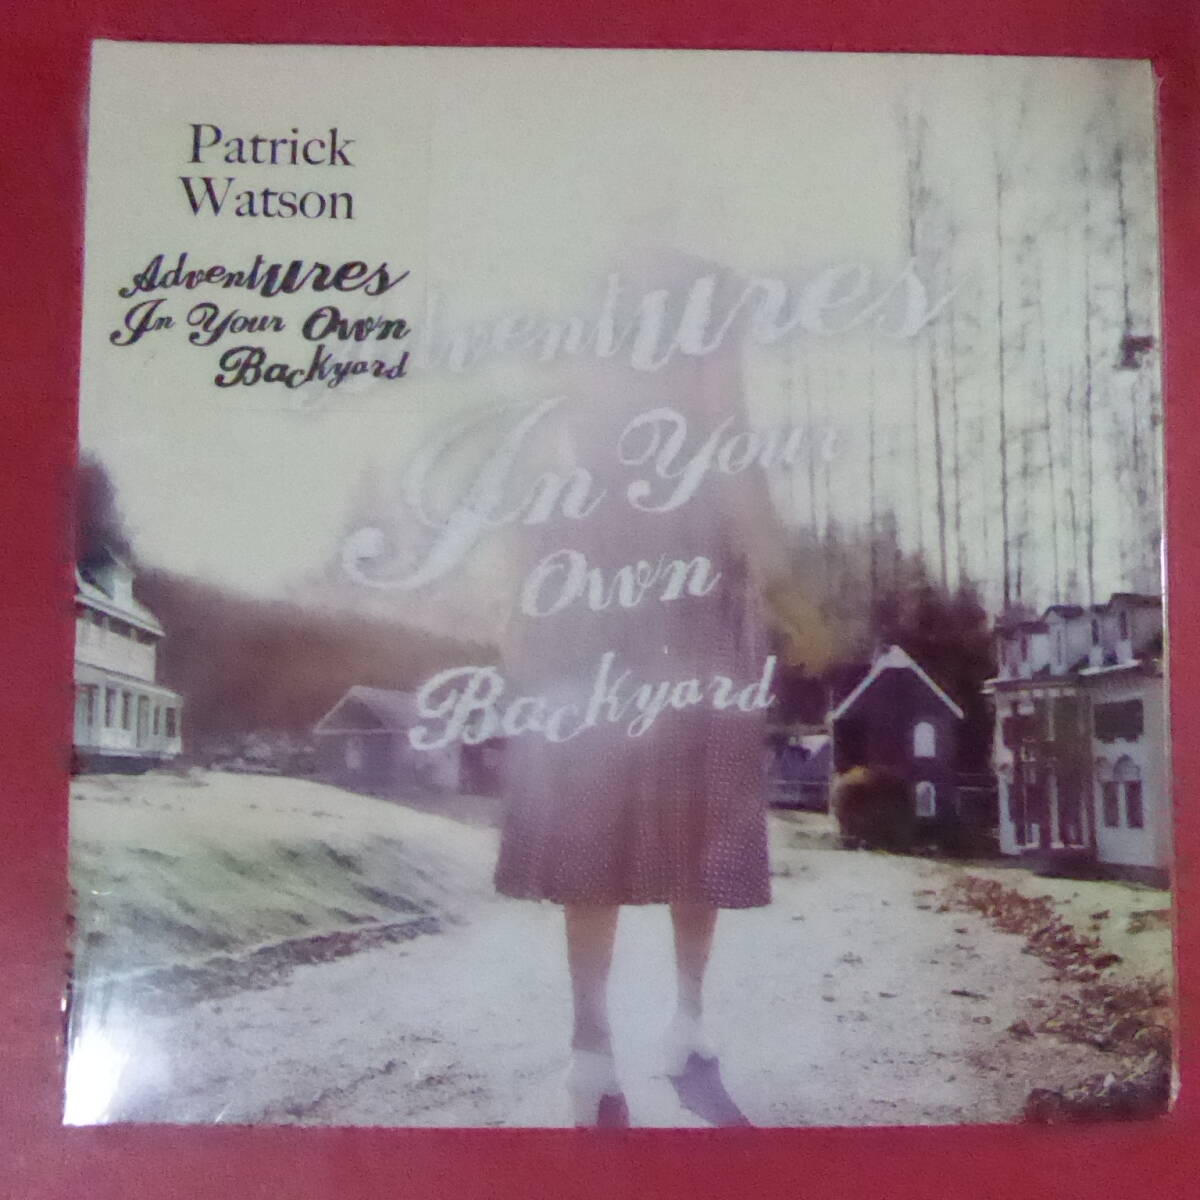 Patrick
Watson
Adventures
In Your Own
Backyard
Adventures
In Your
Own
Backyard